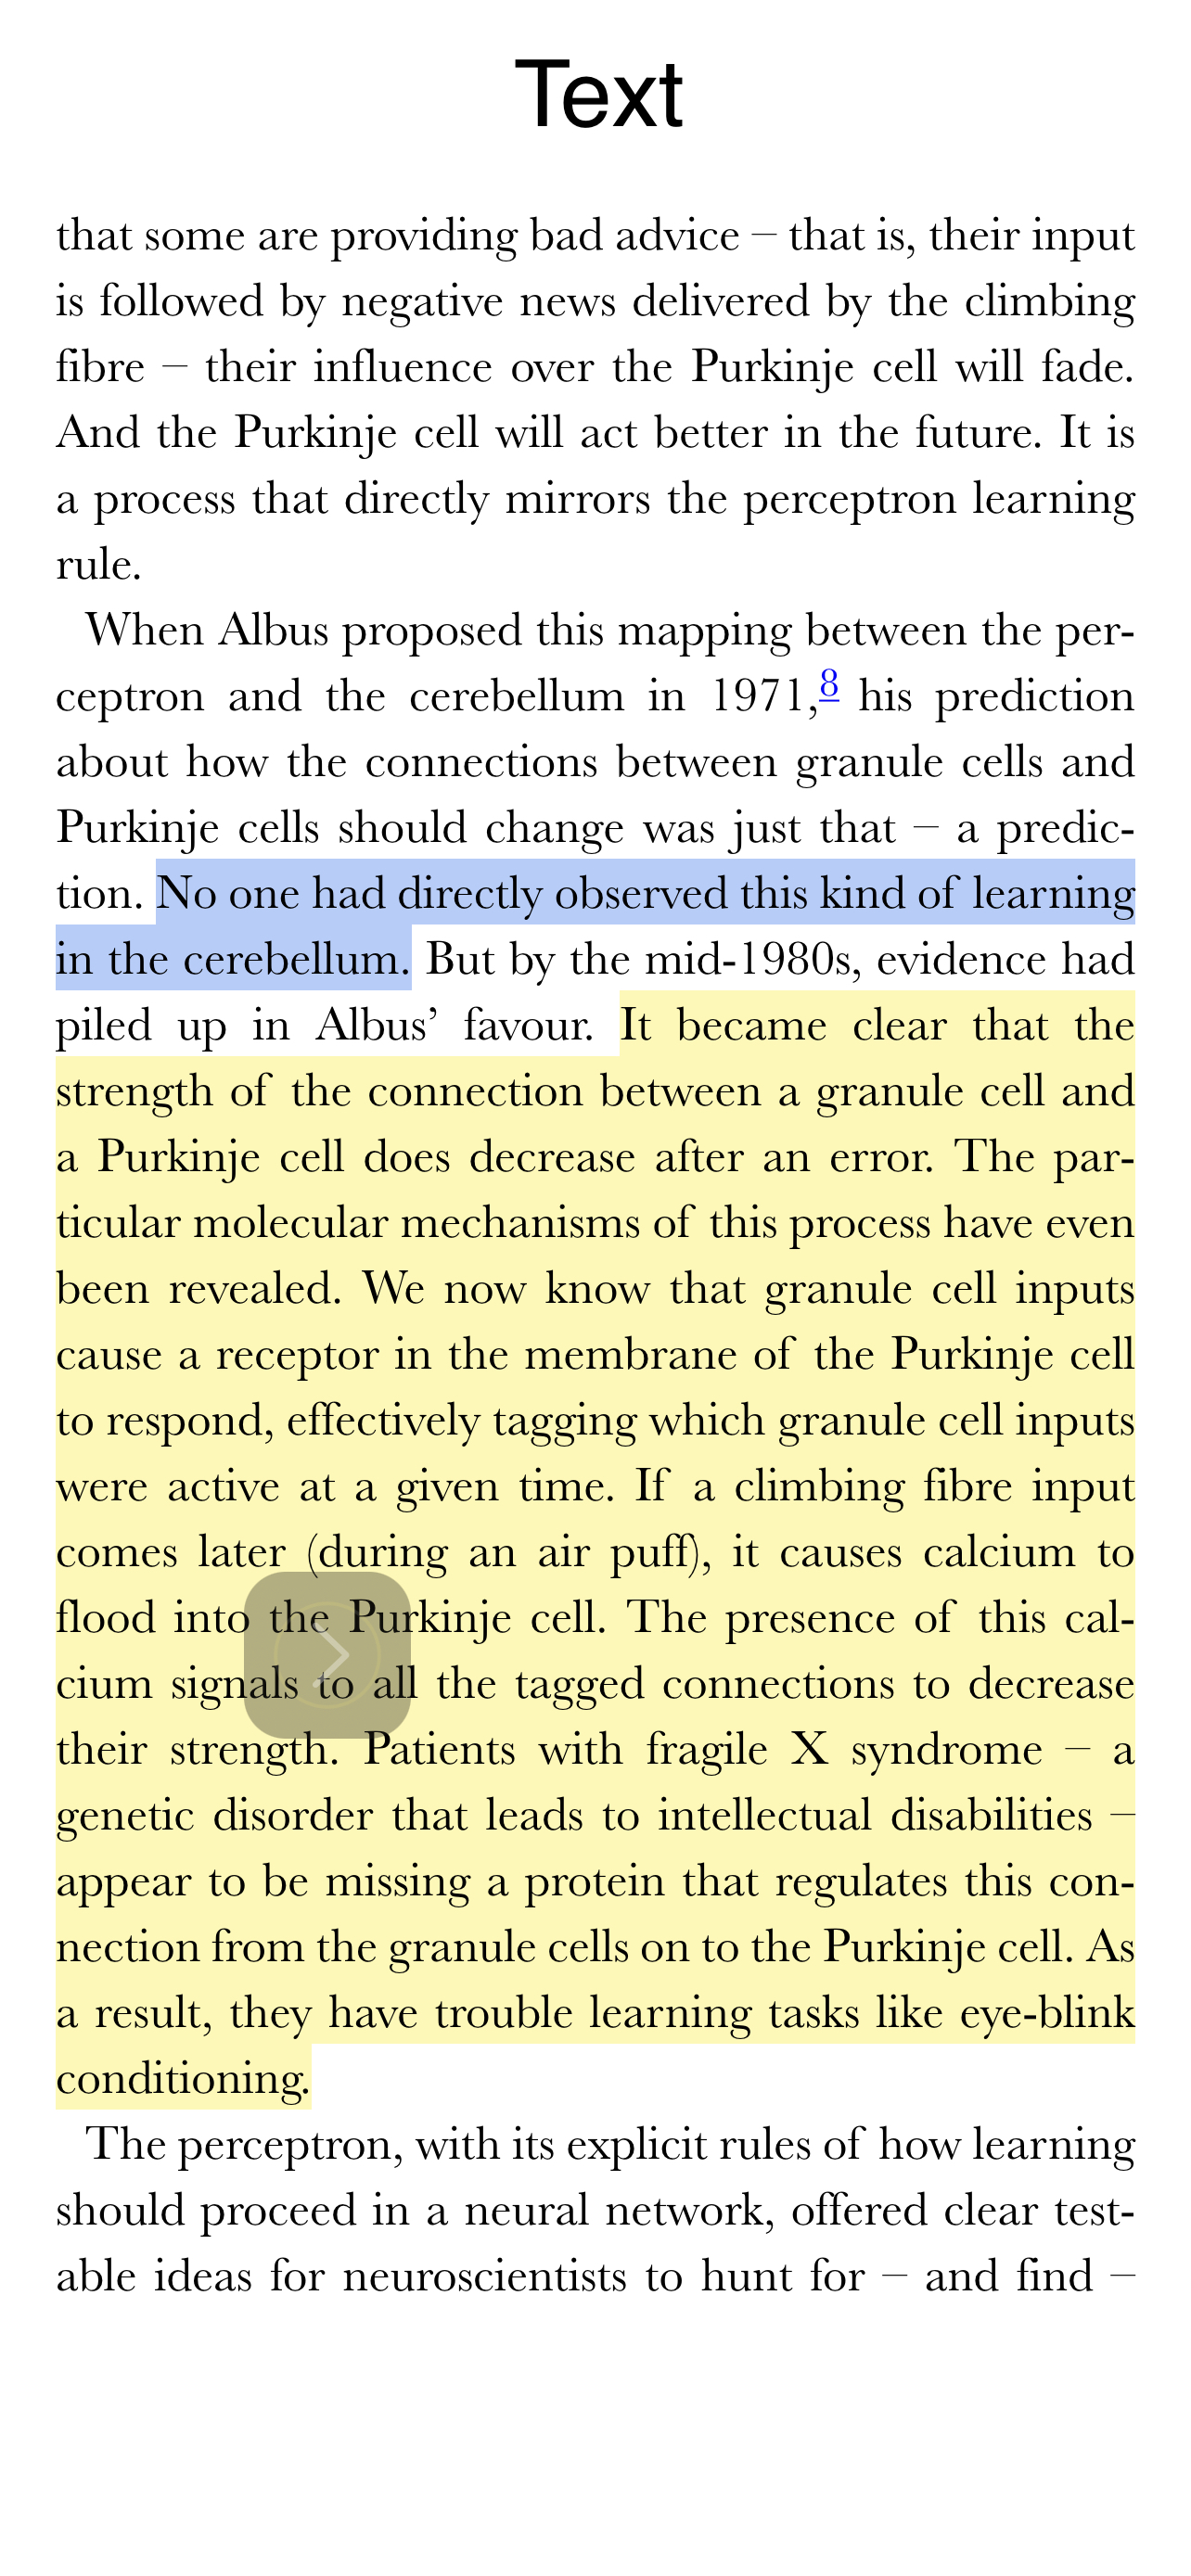 Text
that some are providing bad advice – that is, their input
is followed by negative news delivered by the climbing
fibre – their influence over the Purkinje cell will fade.
And the Purkinje cell will act better in the future. It is
a process that directly mirrors the perceptron learning
rule.
When Albus proposed this mapping between the per-
ceptron and the cerebellum in 1971,8 his prediction
about how the connections between granule cells and
Purkinje cells should change was just that – a predic-
tion. No one had directly observed this kind of learning
in the cerebellum. But by the mid-1980s, evidence had
piled up in Albus’ favour. It became clear that the
strength of the connection between a granule cell and
a Purkinje cell does decrease after an error. The par-
ticular molecular mechanisms of this process have even
been revealed. We now know that granule cell inputs
cause a receptor in the membrane of the Purkinje cell
to respond, effectively tagging which granule cell inputs
were active at a given time. If a climbing fibre input
comes later (during an air puff), it causes calcium to
flood into the Purkinje cell. The presence of this cal-
cium signals to all the tagged connections to decrease
their strength. Patients with fragile X syndrome – a
genetic disorder that leads to intellectual disabilities –
appear to be missing a protein that regulates this con-
nection from the granule cells on to the Purkinje cell. As
a result, they have trouble learning tasks like eye-blink
conditioning.
The perceptron, with its explicit rules of how learning
should proceed in a neural network, offered clear test-
able ideas for neuroscientists to hunt for – and find –